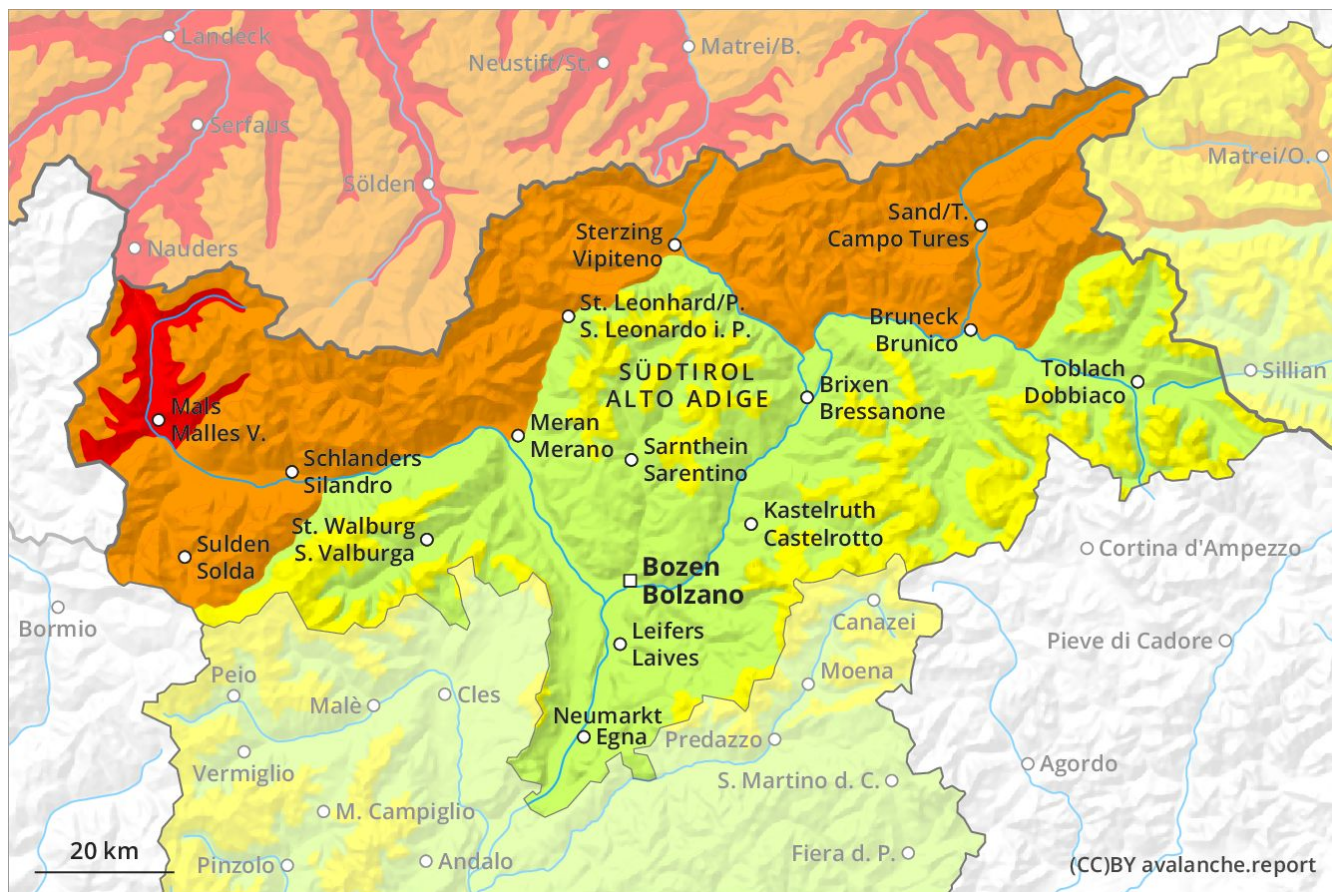 Landeck
Matrei/B.
Neustift/St.
Serfaus
Matrei/O.
Sölden
Sand/T.
Campo Tures
Sterzing
Vipiteno
Nauders
St. Leonhard/P.
S. Leonardo i. P.
Bruneck
Brunico
SÜDTIROL
ALTO ADIGE
Toblach
Dobbiaco
Sillian
Brixen
Bressanone
Mals
Malles V.
Meran
Merano
Sarnthein
Sarentino
Schlanders
Silandro
Kastelruth
Castelrotto
St. Walburg
S. Valburga
Sulden
Solda
Cortina d'Ampezzo
Bozen
Bolzano
Bormio
Canazei
Leifers
Laives
Pieve di Cadore
Peio
Moena
Malè
Cles
Neumarkt
Egna
Predazzo
Vermiglio
Agordo
S. Martino d. C.
M. Campiglio
20 km
Pinzolo
Andalo
Fiera d. P.
(CC)BY avalanche.report